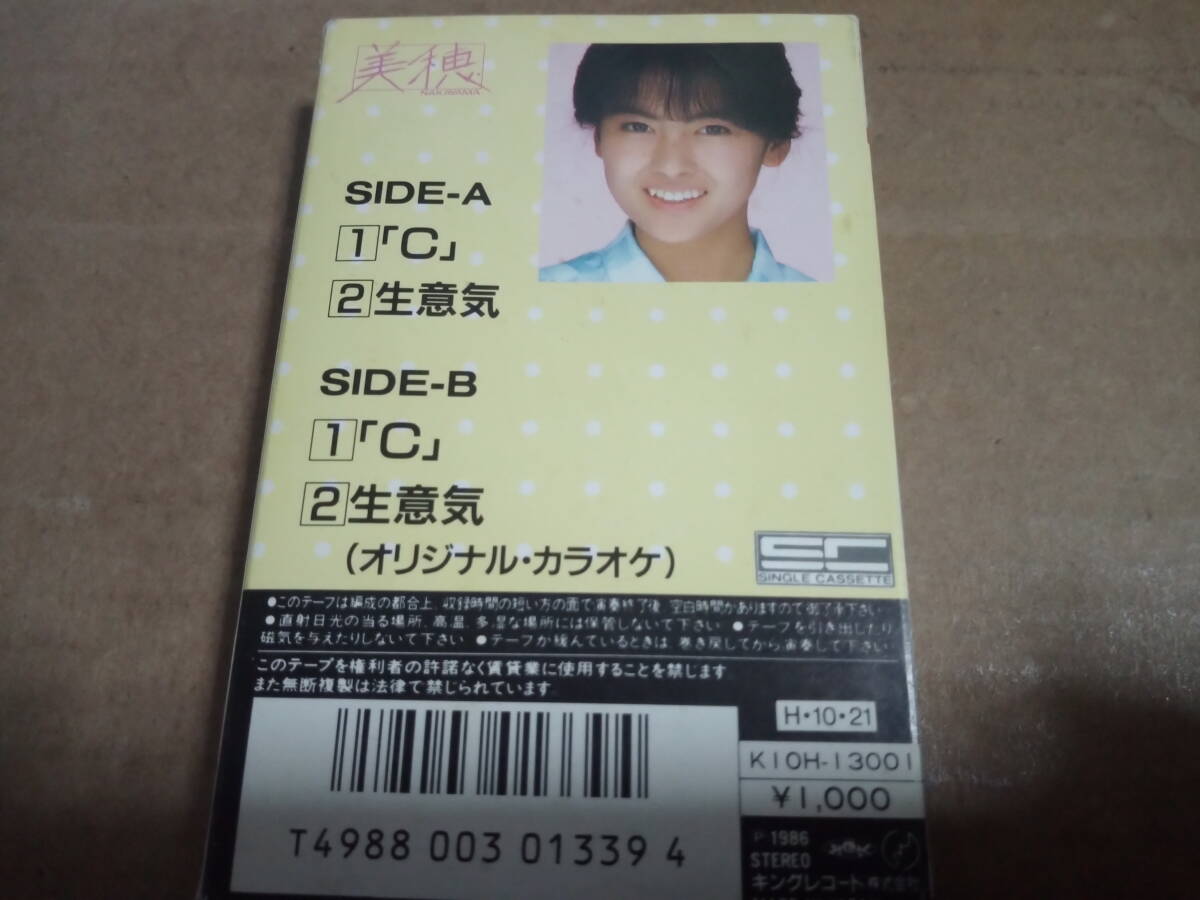 美穂
NAKAYAMA
SIDE-A
1「C」
2生意気
SIDE-B
1「C」
2生意気
(オリジナル・カラオケ)
SC
SINGLE CASSETTE
●このテープは編成の都合上、収録時間の短い方の面で演奏終了後、空白時間がありますので御了承下さい
●直射日光の当る場所、高温、多湿な場所には保管しないで下さい ●テープを引き出したり
磁気を与えたりしないで下さい ●テープが緩んでいるときは、巻き戻してから演奏して下さい
このテープを権利者の許諾なく賃貸業に使用することを禁じます
また無断複製は法律で禁じられています
H・10・21
K10H-13001
¥1,000
T4988 003 01339 4
P 1986
STEREO
キングレコード株式会社